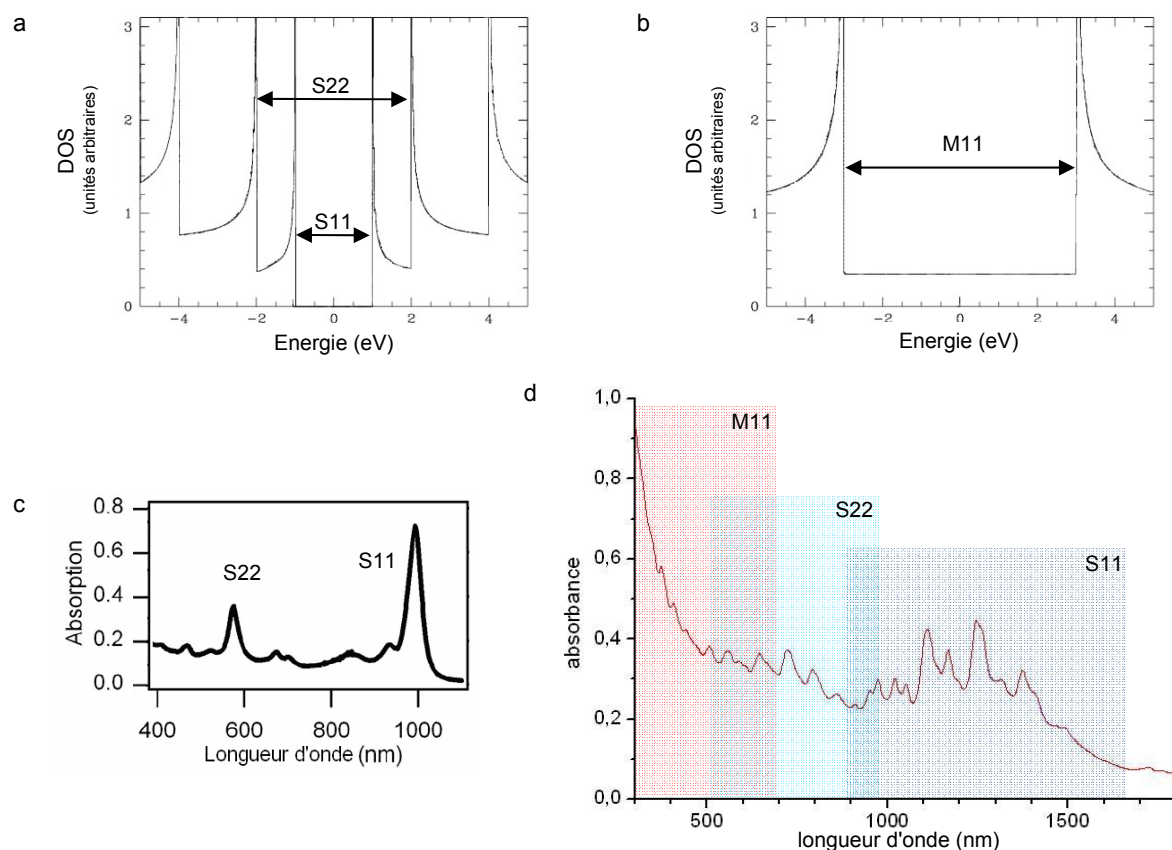 a
3
2
1
0
DOS
(unités arbitraires)
S22
S11
−4
−2
0
2
4
Energie (eV)
b
3
2
1
0
DOS
(unités arbitraires)
M11
−4
−2
0
2
4
Energie (eV)
c
0.8
0.6
0.4
0.2
0.0
Absorption
S22
S11
400
600
800
1000
Longueur d'onde (nm)
d
1,0
0,8
0,6
0,4
0,2
0,0
absorbance
M11
S22
S11
500
1000
1500
longueur d'onde (nm)